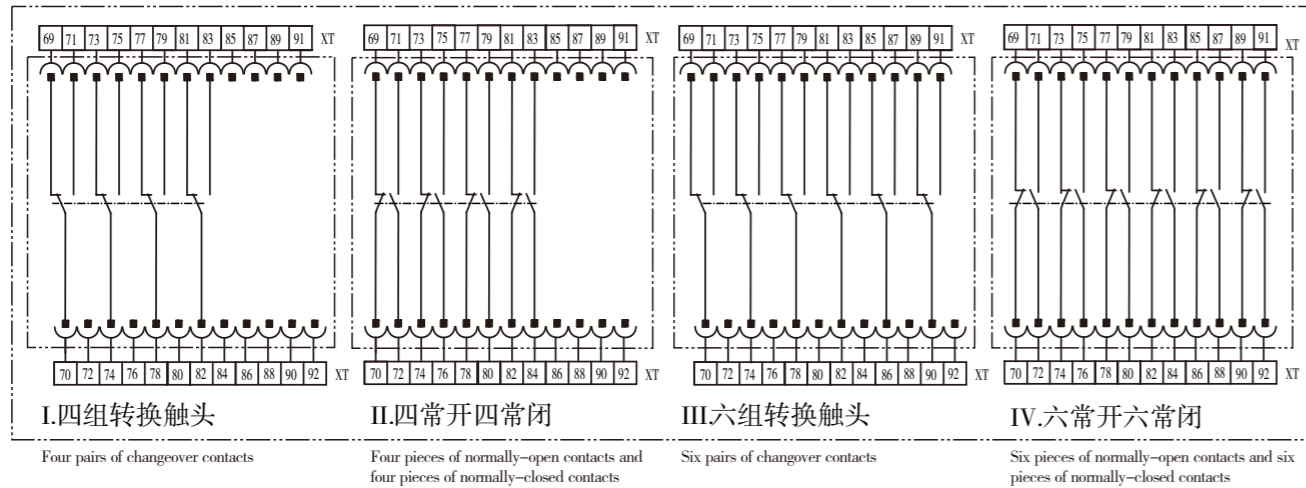 69 71 73 75 77 79 81 83 85 87 89 91 XT
70 72 74 76 78 80 82 84 86 88 90 92 XT
I.四组转换触头
Four pairs of changeover contacts
69 71 73 75 77 79 81 83 85 87 89 91 XT
70 72 74 76 78 80 82 84 86 88 90 92 XT
II.四常开四常闭
Four pieces of normally-open contacts and
four pieces of normally-closed contacts
69 71 73 75 77 79 81 83 85 87 89 91 XT
70 72 74 76 78 80 82 84 86 88 90 92 XT
III.六组转换触头
Six pairs of changover contacts
69 71 73 75 77 79 81 83 85 87 89 91 XT
70 72 74 76 78 80 82 84 86 88 90 92 XT
IV.六常开六常闭
Six pieces of normally-open contacts and six
pieces of normally-closed contacts